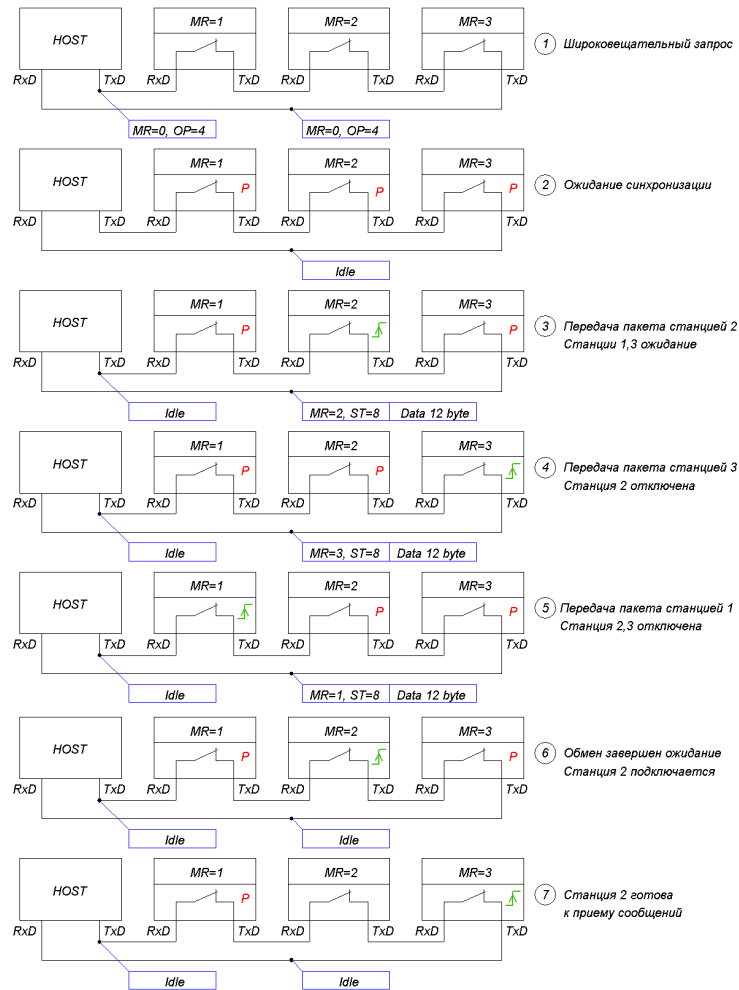 HOST MR=1 MR=2 MR=3
1 Широковещательный запрос
RxD TxD RxD TxD RxD TxD RxD TxD
MR=0, OP=4 MR=0, OP=4
HOST MR=1 MR=2 MR=3
P P P
2 Ожидание синхронизации
RxD TxD RxD TxD RxD TxD RxD TxD
Idle
HOST MR=1 MR=2 MR=3
P P
3 Передача пакета станцией 2
Станции 1,3 ожидание
RxD TxD RxD TxD RxD TxD RxD TxD
Idle MR=2, ST=8 Data 12 byte
HOST MR=1 MR=2 MR=3
P P
4 Передача пакета станцией 3
Станция 2 отключена
RxD TxD RxD TxD RxD TxD RxD TxD
Idle MR=3, ST=8 Data 12 byte
HOST MR=1 MR=2 MR=3
P P
5 Передача пакета станцией 1
Станция 2,3 отключена
RxD TxD RxD TxD RxD TxD RxD TxD
Idle MR=1, ST=8 Data 12 byte
HOST MR=1 MR=2 MR=3
P P
6 Обмен завершен ожидание
Станция 2 подключается
RxD TxD RxD TxD RxD TxD RxD TxD
Idle Idle
HOST MR=1 MR=2 MR=3
P
7 Станция 2 готова
к приему сообщений
RxD TxD RxD TxD RxD TxD RxD TxD
Idle Idle